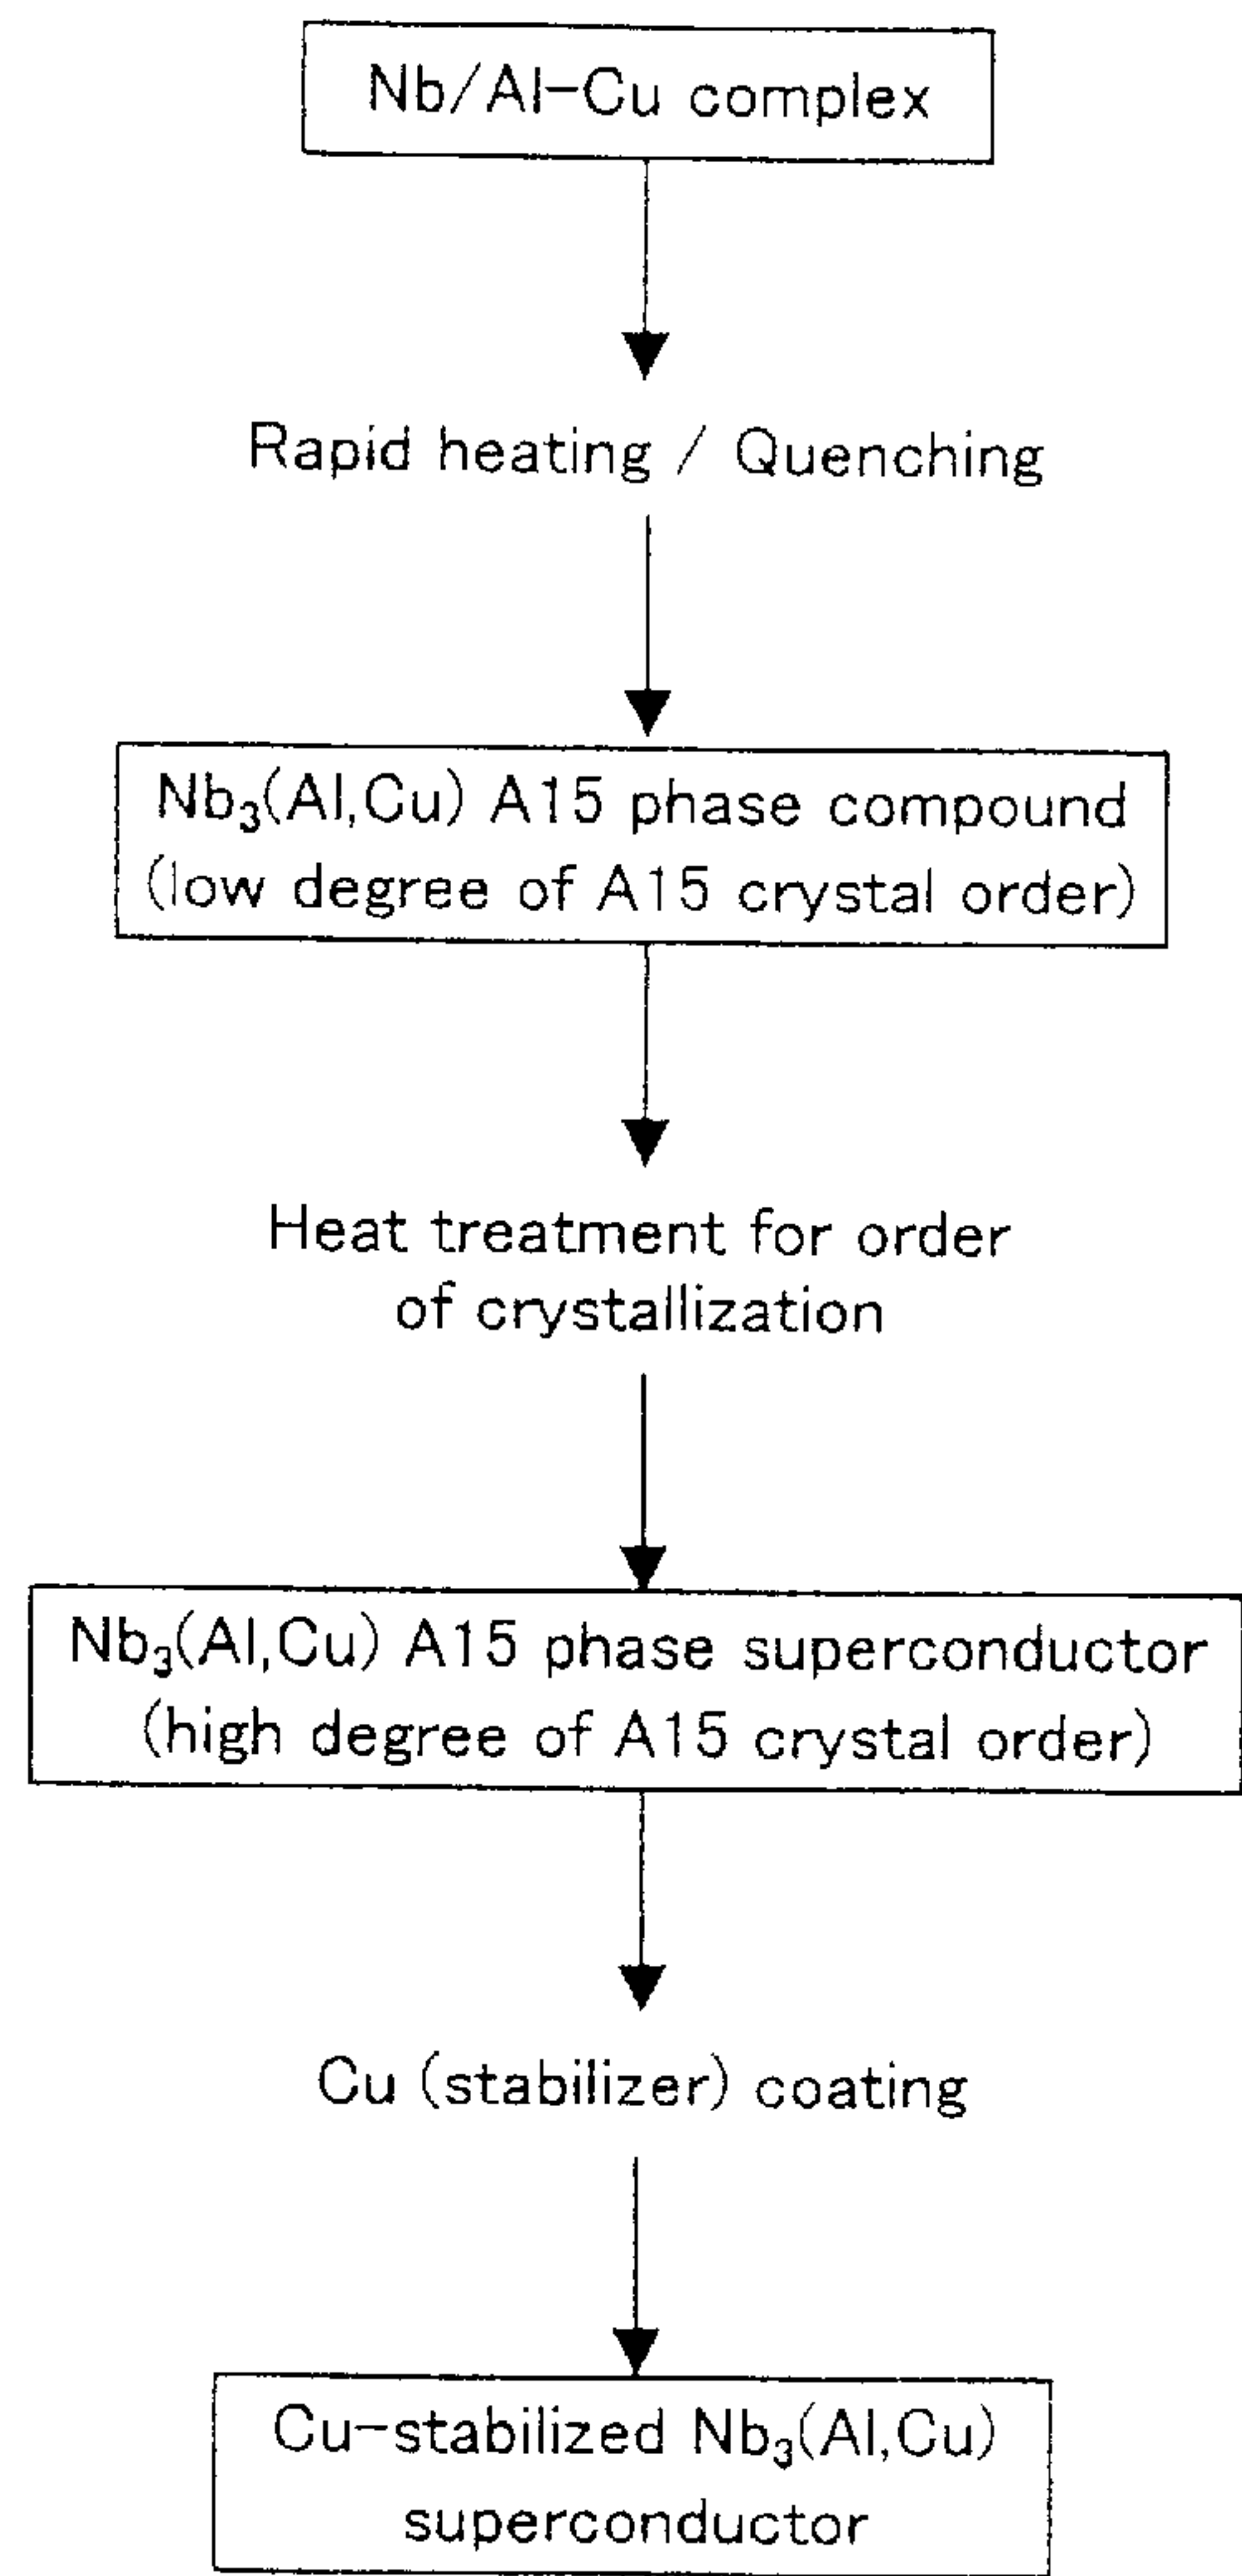 Nb/Al-Cu complex
Rapid heating / Quenching
Nb₃(Al,Cu) A15 phase compound
(low degree of A15 crystal order)
Heat treatment for order
of crystallization
Nb₃(Al,Cu) A15 phase superconductor
(high degree of A15 crystal order)
Cu (stabilizer) coating
Cu-stabilized Nb₃(Al,Cu)
superconductor